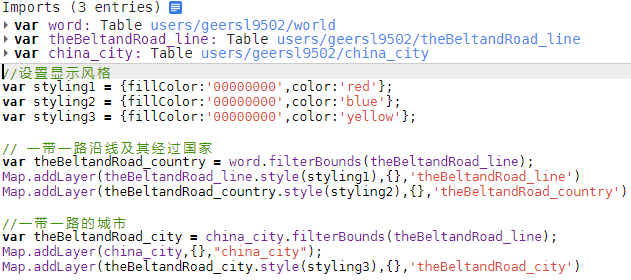 Imports (3 entries)
var word: Table users/geersl9502/world
var theBeltandRoad_line: Table users/geersl9502/theBeltandRoad_line
var china_city: Table users/geersl9502/china_city
//设置显示风格
var styling1 = {fillColor:'00000000',color:'red'};
var styling2 = {fillColor:'00000000',color:'blue'};
var styling3 = {fillColor:'00000000',color:'yellow'};
// 一带一路沿线及其经过国家
var theBeltandRoad_country = word.filterBounds(theBeltandRoad_line);
Map.addLayer(theBeltandRoad_line.style(styling1),{},'theBeltandRoad_line')
Map.addLayer(theBeltandRoad_country.style(styling2),{},'theBeltandRoad_country')
//一带一路的城市
var theBeltandRoad_city = china_city.filterBounds(theBeltandRoad_line);
Map.addLayer(china_city,{},"china_city");
Map.addLayer(theBeltandRoad_city.style(styling3),{},'theBeltandRoad_city')